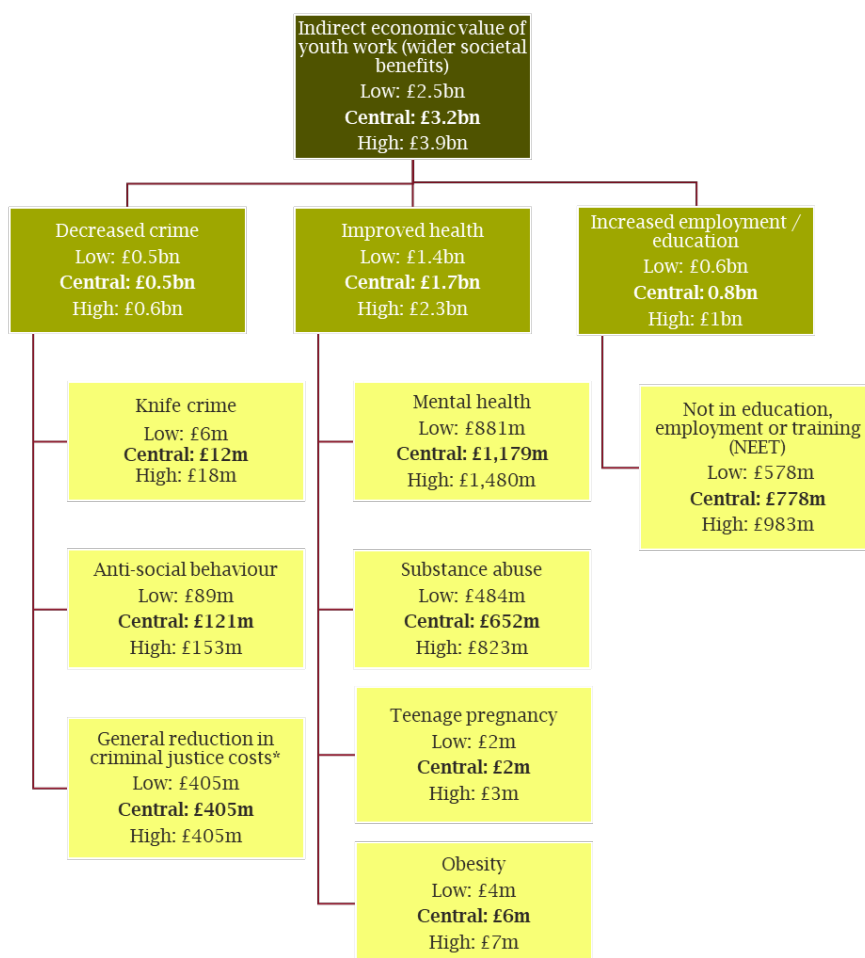 Indirect economic value of
youth work (wider societal
benefits)
Low: £2.5bn
Central: £3.2bn
High: £3.9bn
Decreased crime
Low: £0.5bn
Central: £0.5bn
High: £0.6bn
Improved health
Low: £1.4bn
Central: £1.7bn
High: £2.3bn
Increased employment /
education
Low: £0.6bn
Central: 0.8bn
High: £1bn
Knife crime
Low: £6m
Central: £12m
High: £18m
Anti-social behaviour
Low: £89m
Central: £121m
High: £153m
General reduction in
criminal justice costs*
Low: £405m
Central: £405m
High: £405m
Mental health
Low: £881m
Central: £1,179m
High: £1,480m
Substance abuse
Low: £484m
Central: £652m
High: £823m
Teenage pregnancy
Low: £2m
Central: £2m
High: £3m
Obesity
Low: £4m
Central: £6m
High: £7m
Not in education,
employment or training
(NEET)
Low: £578m
Central: £778m
High: £983m